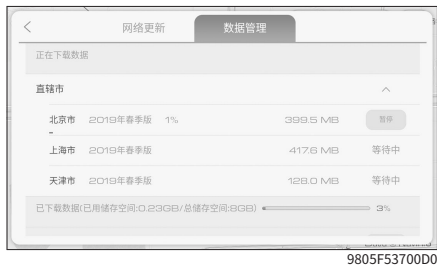 网络更新 数据管理
正在下载数据
直辖市
北京市 2019年春季版 1% 399.5 MB 暂停
上海市 2019年春季版 417.6 MB 等待中
天津市 2019年春季版 128.0 MB 等待中
已下载数据(已用储存空间:0.23GB/总储存空间:8GB) 3%
9805F53700D0